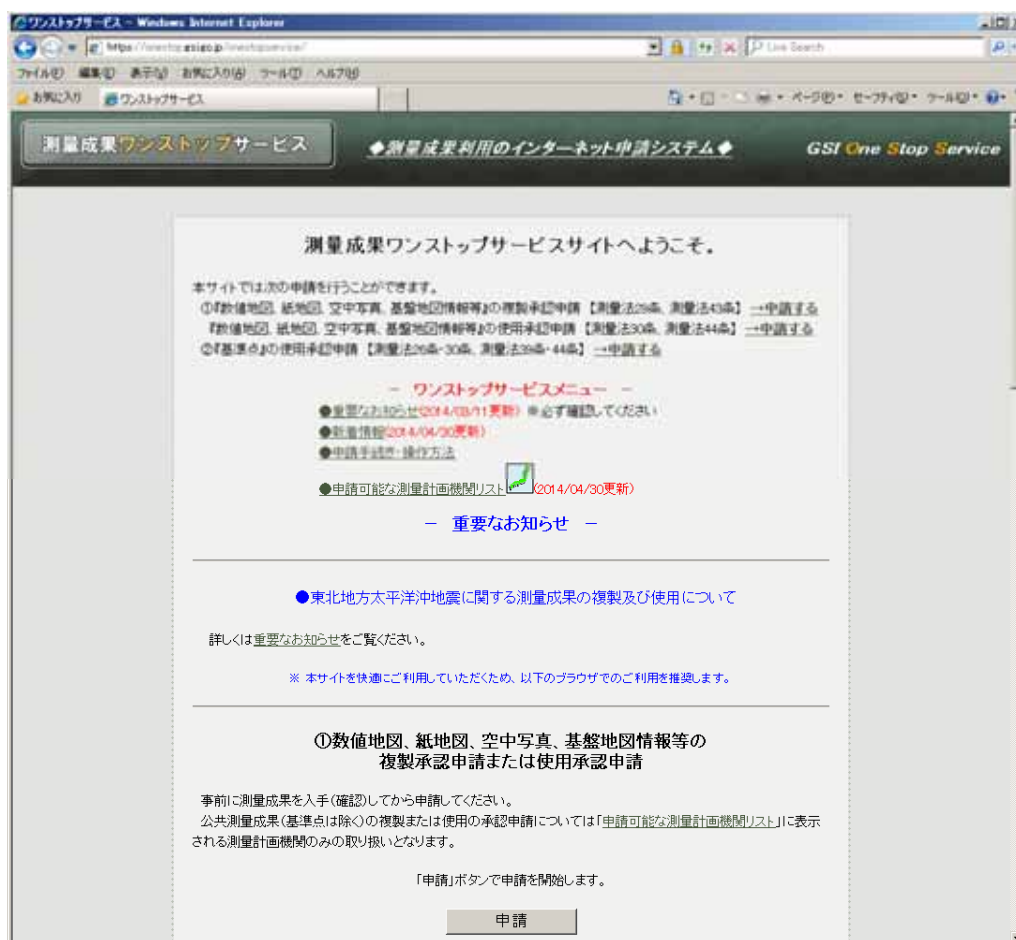 ワンストップサービス - Windows Internet Explorer
Live Search
ファイル(F) 編集(E) 表示(V) お気に入り(A) ツール(T) ヘルプ(H)
お気に入り ワンストップサービス ページ(P) セーフティ(S) ツール(O)
測量成果ワンストップサービス ◆測量成果利用のインターネット申請システム◆ GSI One Stop Service
測量成果ワンストップサービスサイトへようこそ。
本サイトでは次の申請を行うことができます。
①『数値地図、紙地図、空中写真、基盤地図情報等』の複製承認申請 【測量法29条、測量法43条】 →申請する
『数値地図、紙地図、空中写真、基盤地図情報等』の使用承認申請 【測量法30条、測量法44条】 →申請する
②『基準点』の使用承認申請 【測量法26条・30条、測量法39条・44条】 →申請する
― ワンストップサービスメニュー ―
●重要なお知らせ(2014/03/11更新) ※必ず確認してください
●新着情報(2014/04/30更新)
●申請手続き・操作方法
●申請可能な測量計画機関リスト (2014/04/30更新)
― 重要なお知らせ ―
●東北地方太平洋沖地震に関する測量成果の複製及び使用について
詳しくは重要なお知らせをご覧ください。
※ 本サイトを快適にご利用していただくため、以下のブラウザでのご利用を推奨します。
①数値地図、紙地図、空中写真、基盤地図情報等の
複製承認申請または使用承認申請
事前に測量成果を入手(確認)してから申請してください。
公共測量成果(基準点は除く)の複製または使用の承認申請については「申請可能な測量計画機関リスト」に表示
される測量計画機関のみの取り扱いとなります。
「申請」ボタンで申請を開始します。
申請